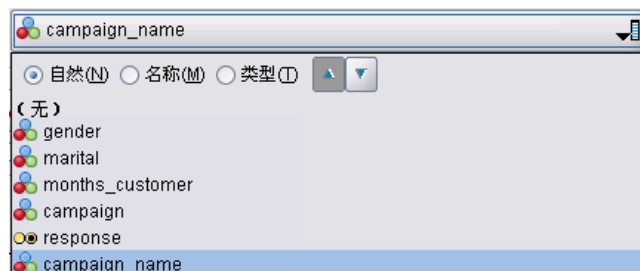 campaign_name
自然(N) 名称(M) 类型(T)
(无)
gender
marital
months_customer
campaign
response
campaign_name